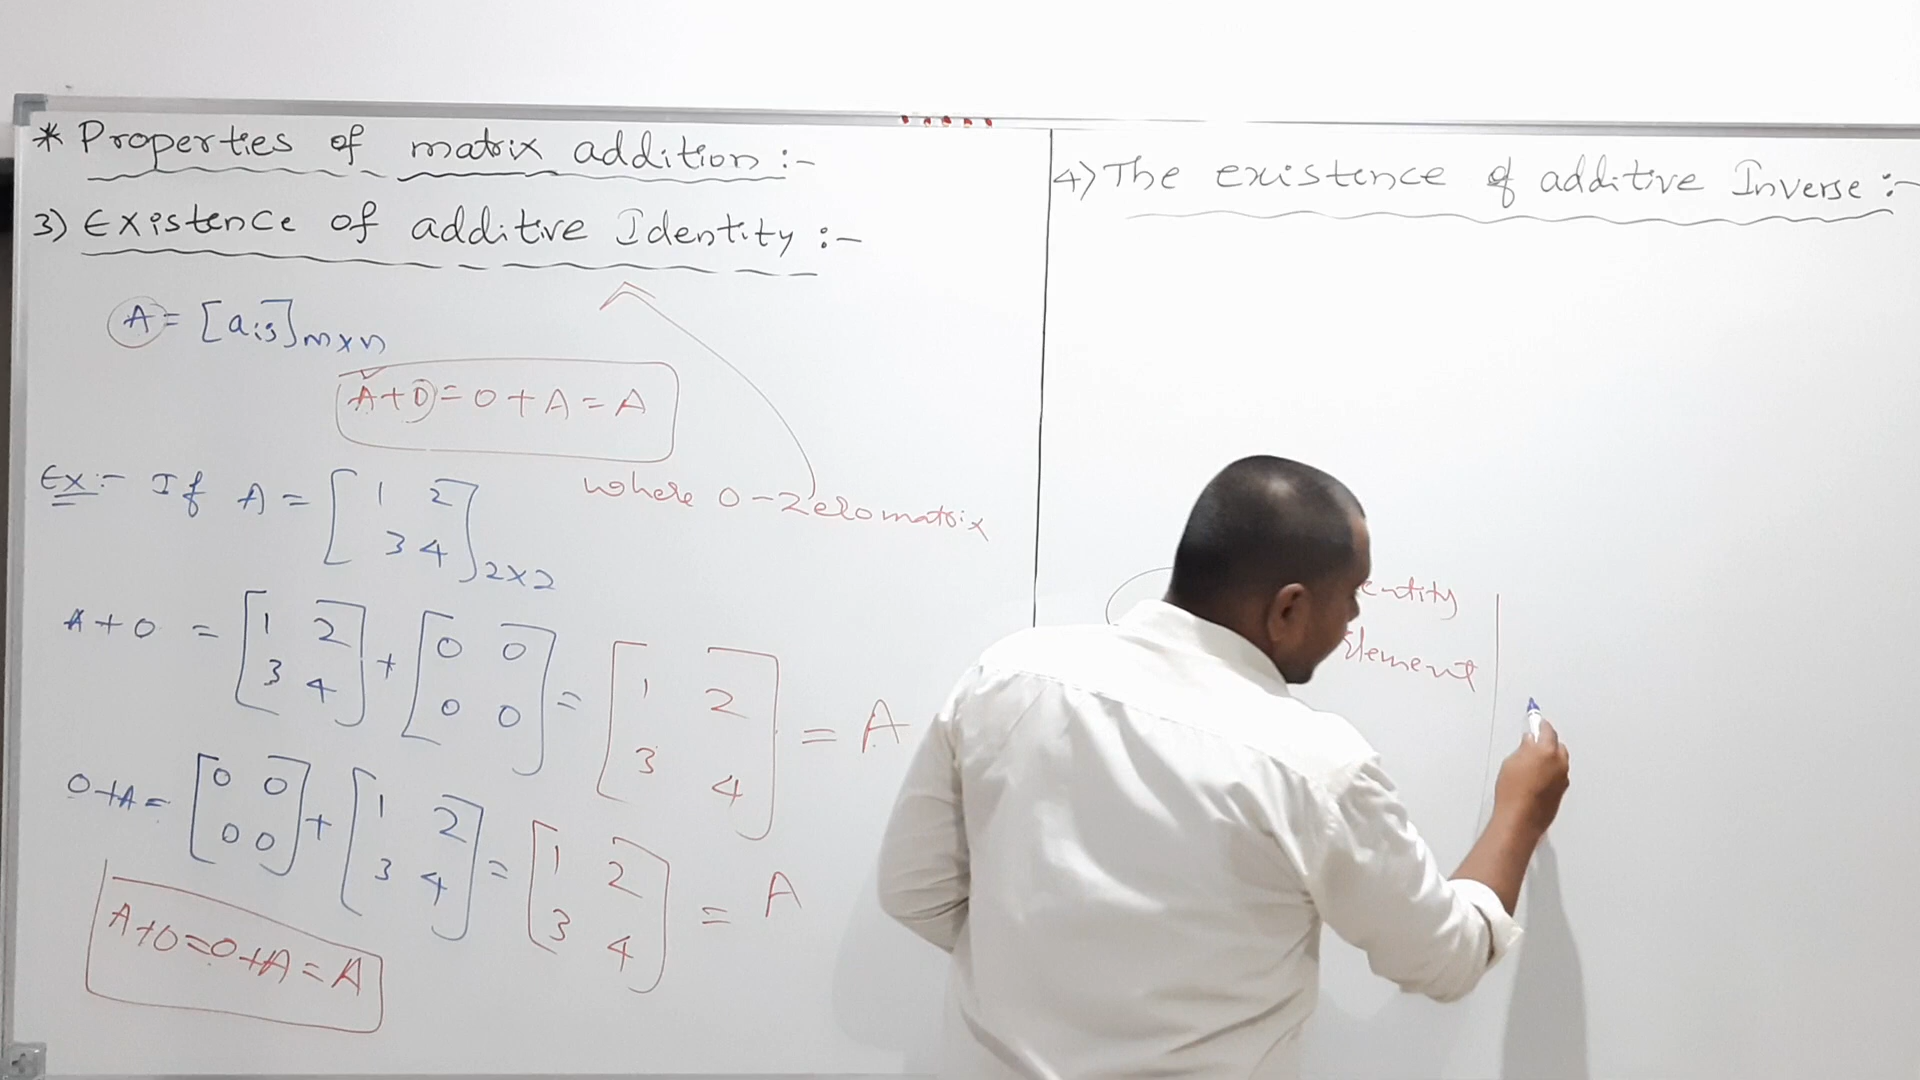 * Properties of matrix addition :-
3) Existence of additive Identity :-
A = [aij]m×n
A+0 = 0+A = A
where 0-Zero matrix
Ex:- If A = [1 2
3 4]2×2
A+0 = [1 2 + [0 0 = [1 2 = A
3 4] 0 0] 3 4]
0+A = [0 0 + [1 2 = [1 2 = A
0 0] 3 4] 3 4]
A+0=0+A=A
4) The existence of additive Inverse :-
Element